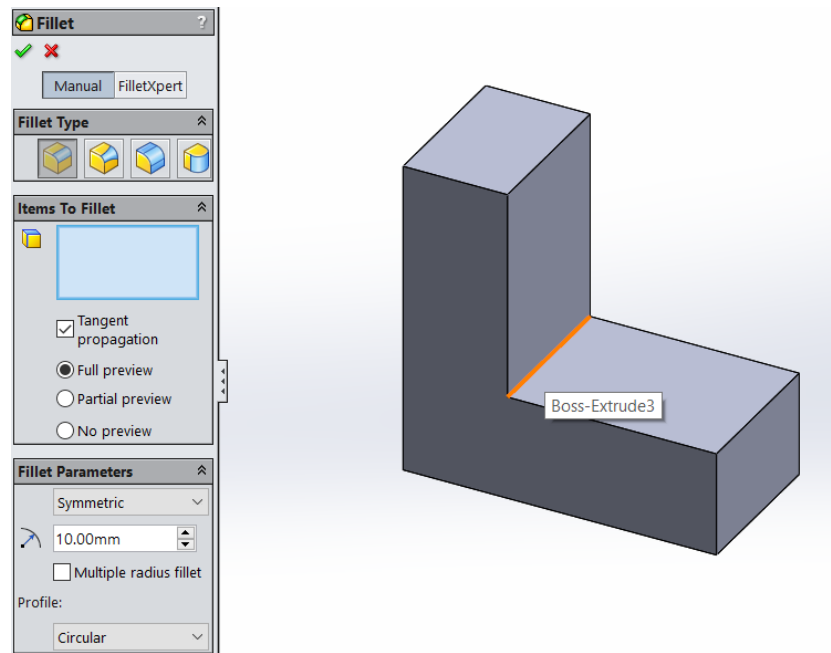 Fillet ?
Manual FilletXpert
Fillet Type
Items To Fillet
Tangent
propagation
Full preview
Partial preview
No preview
Boss-Extrude3
Fillet Parameters
Symmetric
10.00mm
Multiple radius fillet
Profile:
Circular